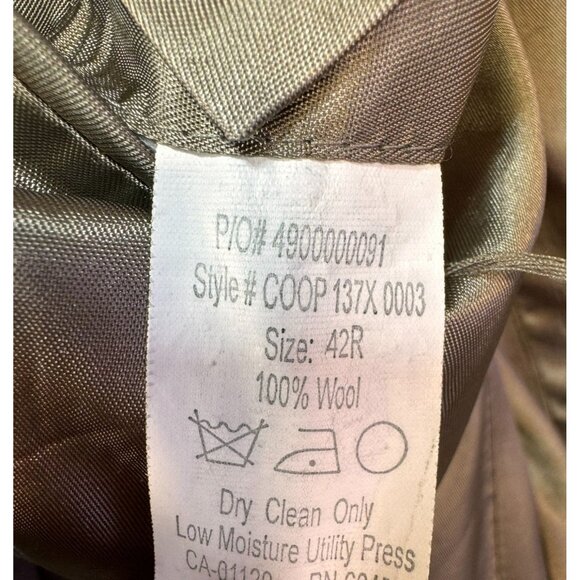 P/O# 4900000091
Style # COOP 137X 0003
Size: 42R
100% Wool
Dry Clean Only
Low Moisture Utility Press